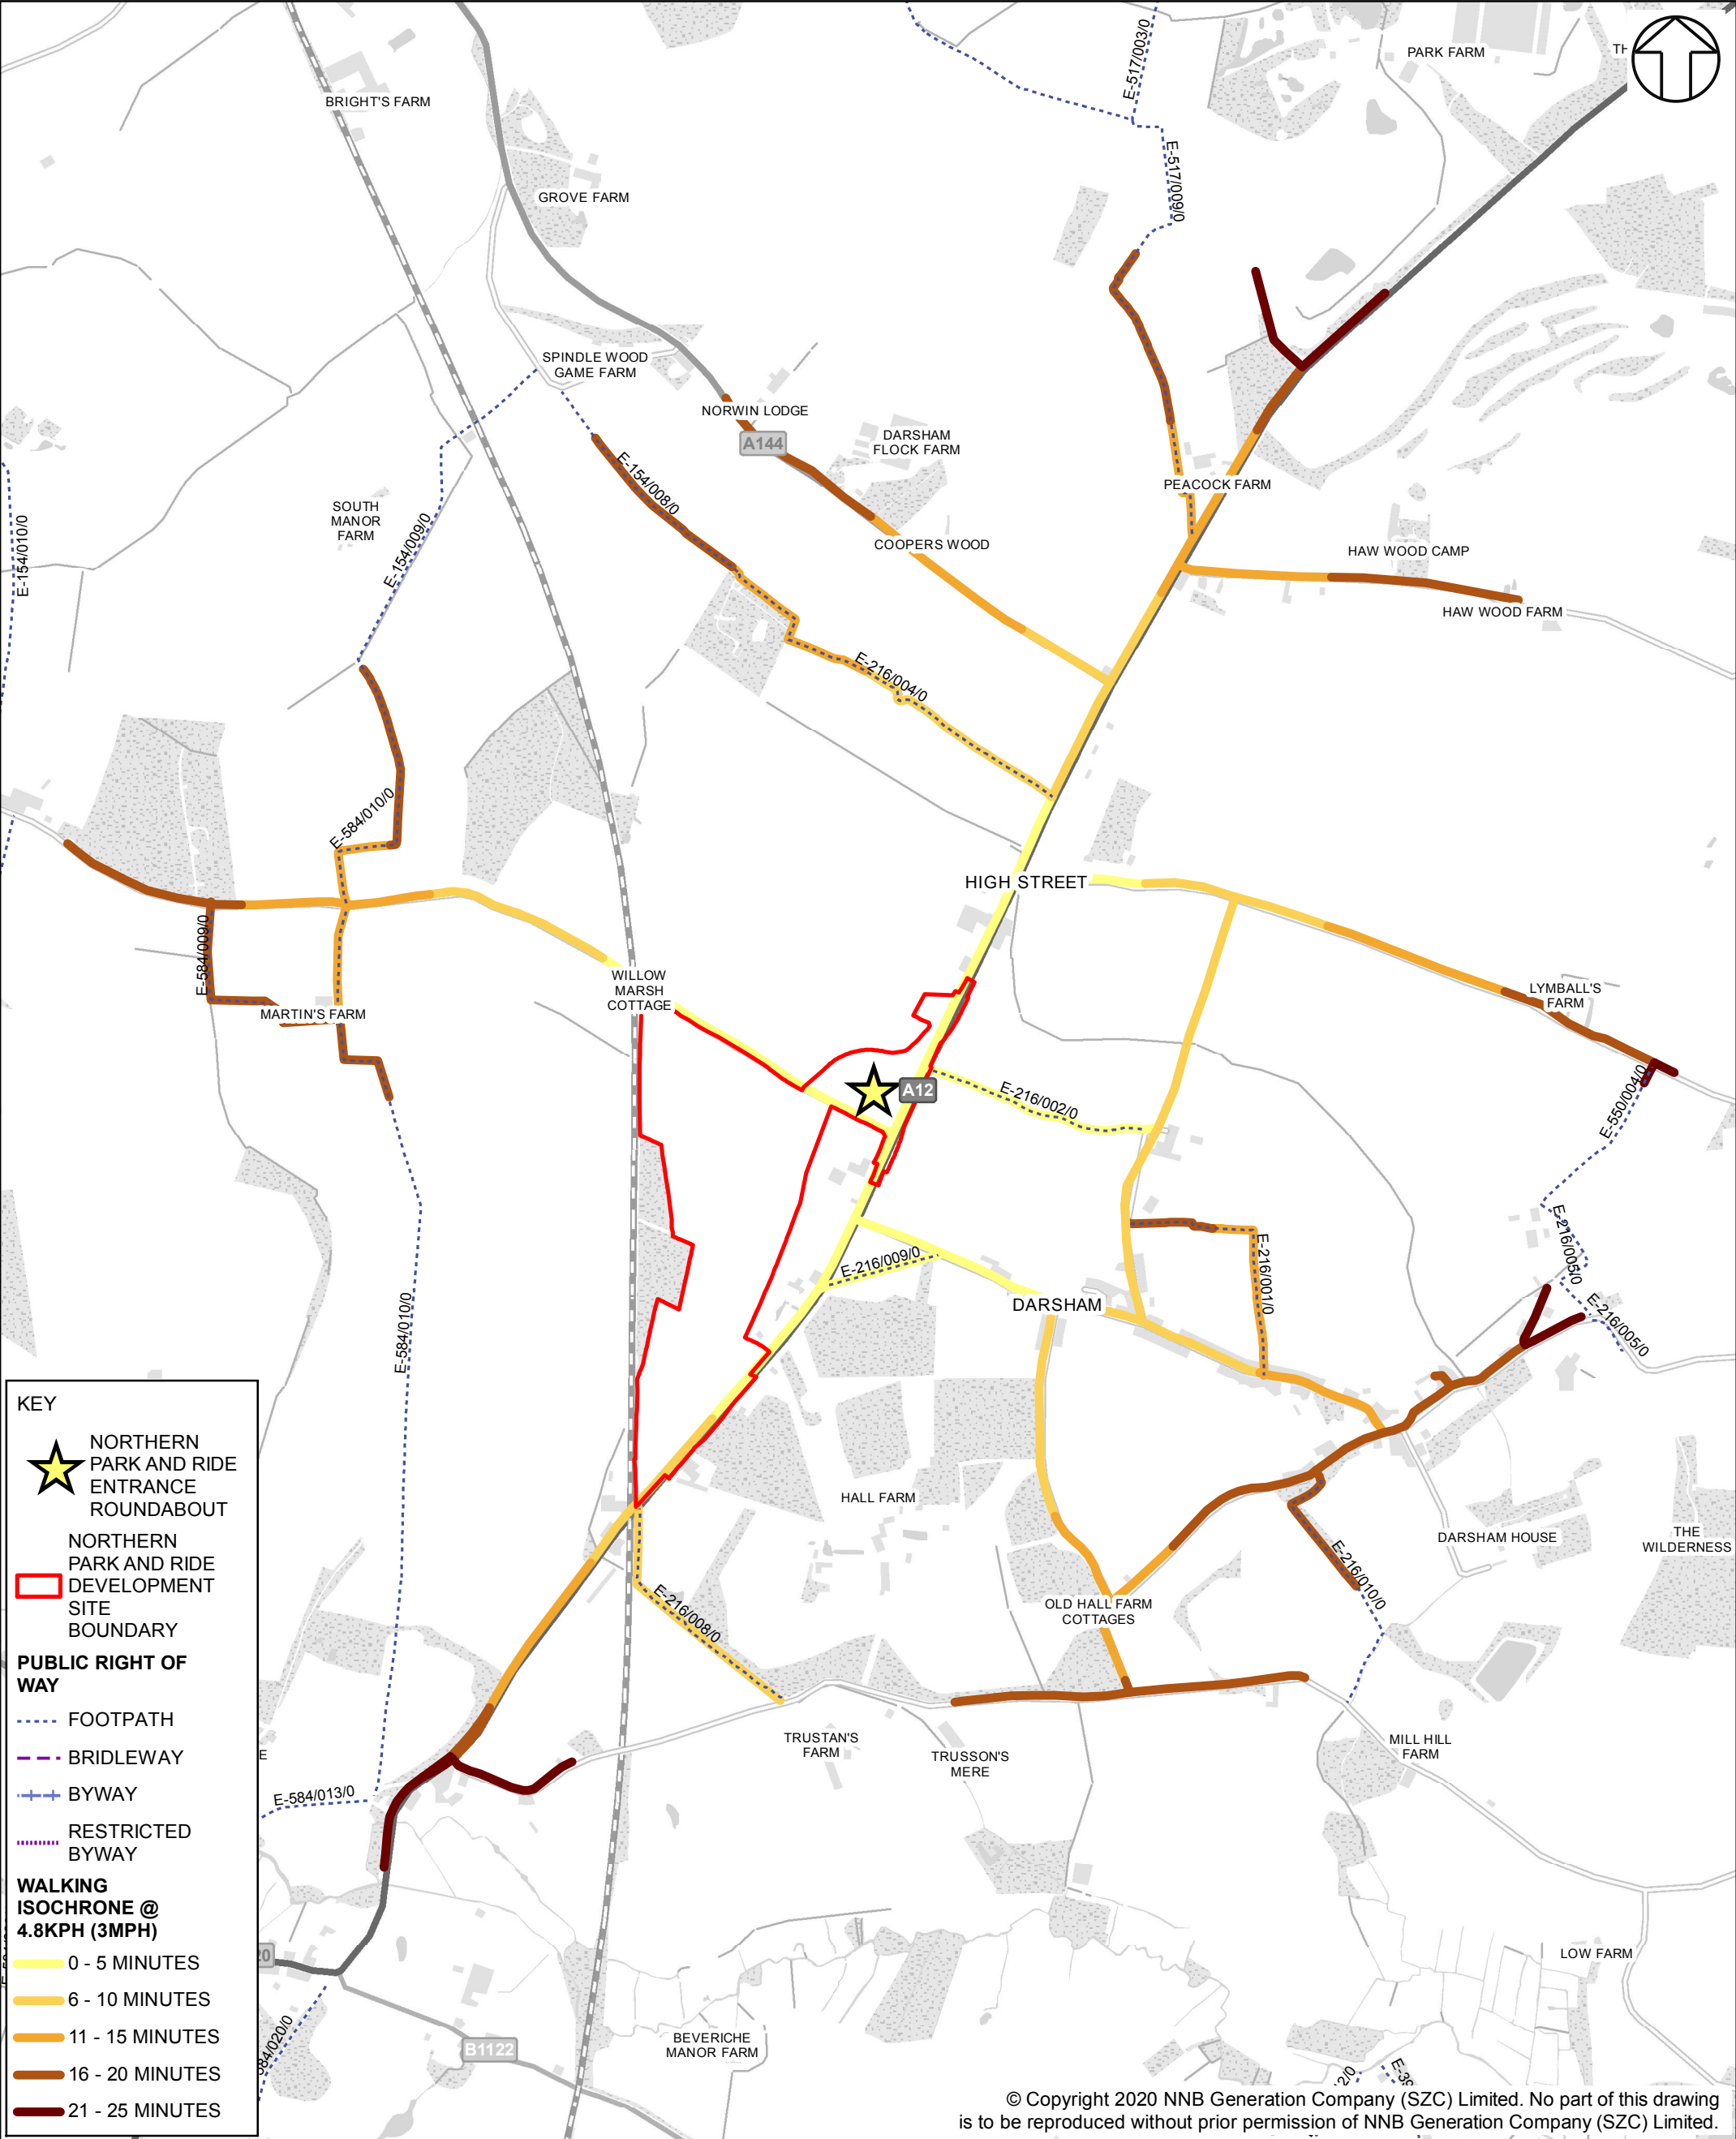 PARK FARM
BRIGHT'S FARM
E-517/003/0
E-517/009/0
GROVE FARM
SPINDLE WOOD
GAME FARM
NORWIN LODGE
A144
DARSHAM
FLOCK FARM
E-154/008/0
PEACOCK FARM
SOUTH
MANOR
FARM
E-154/010/0
E-154/009/0
COOPERS WOOD
HAW WOOD CAMP
HAW WOOD FARM
E-216/004/0
E-584/010/0
HIGH STREET
E-584/009/0
WILLOW
MARSH
COTTAGE
LYMBALL'S
FARM
MARTIN'S FARM
A12
E-216/002/0
E-550/004/0
E-216/005/0
E-216/009/0
E-216/001/0
DARSHAM
E-216/005/0
E-584/010/0
HALL FARM
DARSHAM HOUSE
THE
WILDERNESS
E-216/010/0
OLD HALL FARM
COTTAGES
E-216/008/0
TRUSTAN'S
FARM
TRUSSON'S
MERE
MILL HILL
FARM
E-584/013/0
LOW FARM
BEVERICHE
MANOR FARM
B1122
KEY
NORTHERN
PARK AND RIDE
ENTRANCE
ROUNDABOUT
NORTHERN
PARK AND RIDE
DEVELOPMENT
SITE
BOUNDARY
PUBLIC RIGHT OF
WAY
FOOTPATH
BRIDLEWAY
BYWAY
RESTRICTED
BYWAY
WALKING
ISOCHRONE @
4.8KPH (3MPH)
0 - 5 MINUTES
6 - 10 MINUTES
11 - 15 MINUTES
16 - 20 MINUTES
21 - 25 MINUTES
© Copyright 2020 NNB Generation Company (SZC) Limited. No part of this drawing
is to be reproduced without prior permission of NNB Generation Company (SZC) Limited.